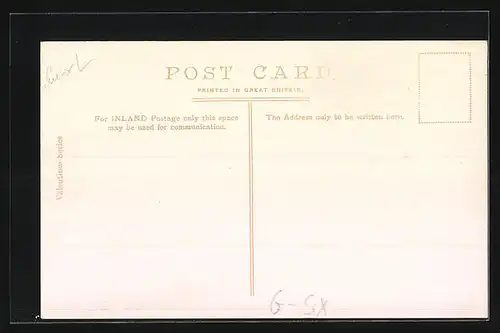 POST CARD.
PRINTED IN GREAT BRITAIN.
For INLAND Postage only this space
may be used for communication.
The Address only to be written here.
Valentines Series
G-SX